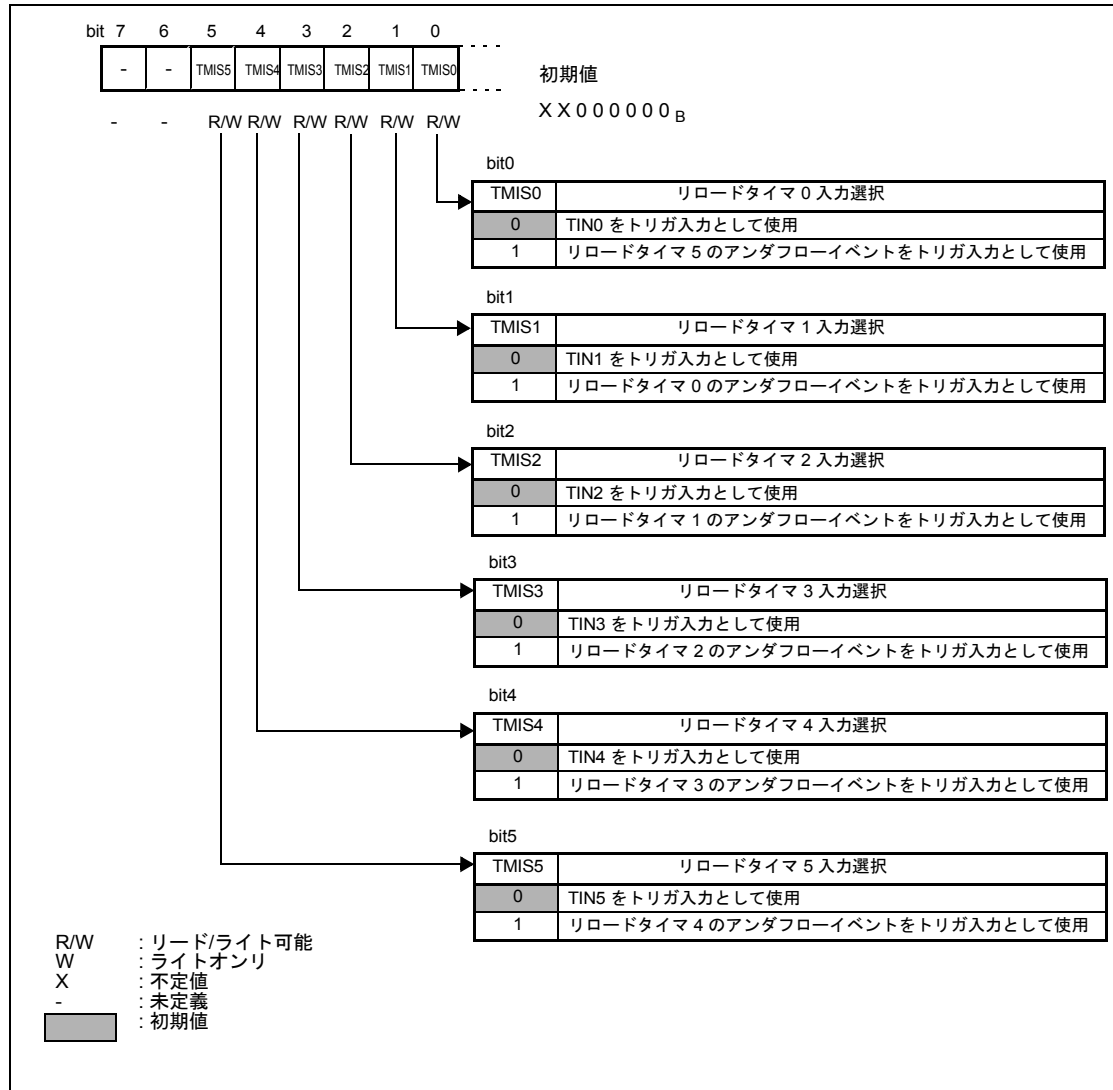 bit 7 6 5 4 3 2 1 0
- - TMIS5 TMIS4 TMIS3 TMIS2 TMIS1 TMIS0
初期値
X X 0 0 0 0 0 0 B
- - R/W R/W R/W R/W R/W R/W
bit0
TMIS0 リロードタイマ 0 入力選択
0 TIN0 をトリガ入力として使用
1 リロードタイマ 5 のアンダフローイベントをトリガ入力として使用
bit1
TMIS1 リロードタイマ 1 入力選択
0 TIN1 をトリガ入力として使用
1 リロードタイマ 0 のアンダフローイベントをトリガ入力として使用
bit2
TMIS2 リロードタイマ 2 入力選択
0 TIN2 をトリガ入力として使用
1 リロードタイマ 1 のアンダフローイベントをトリガ入力として使用
bit3
TMIS3 リロードタイマ 3 入力選択
0 TIN3 をトリガ入力として使用
1 リロードタイマ 2 のアンダフローイベントをトリガ入力として使用
bit4
TMIS4 リロードタイマ 4 入力選択
0 TIN4 をトリガ入力として使用
1 リロードタイマ 3 のアンダフローイベントをトリガ入力として使用
bit5
TMIS5 リロードタイマ 5 入力選択
0 TIN5 をトリガ入力として使用
1 リロードタイマ 4 のアンダフローイベントをトリガ入力として使用
R/W : リード/ライト可能
W : ライトオンリ
X : 不定値
- : 未定義
: 初期値